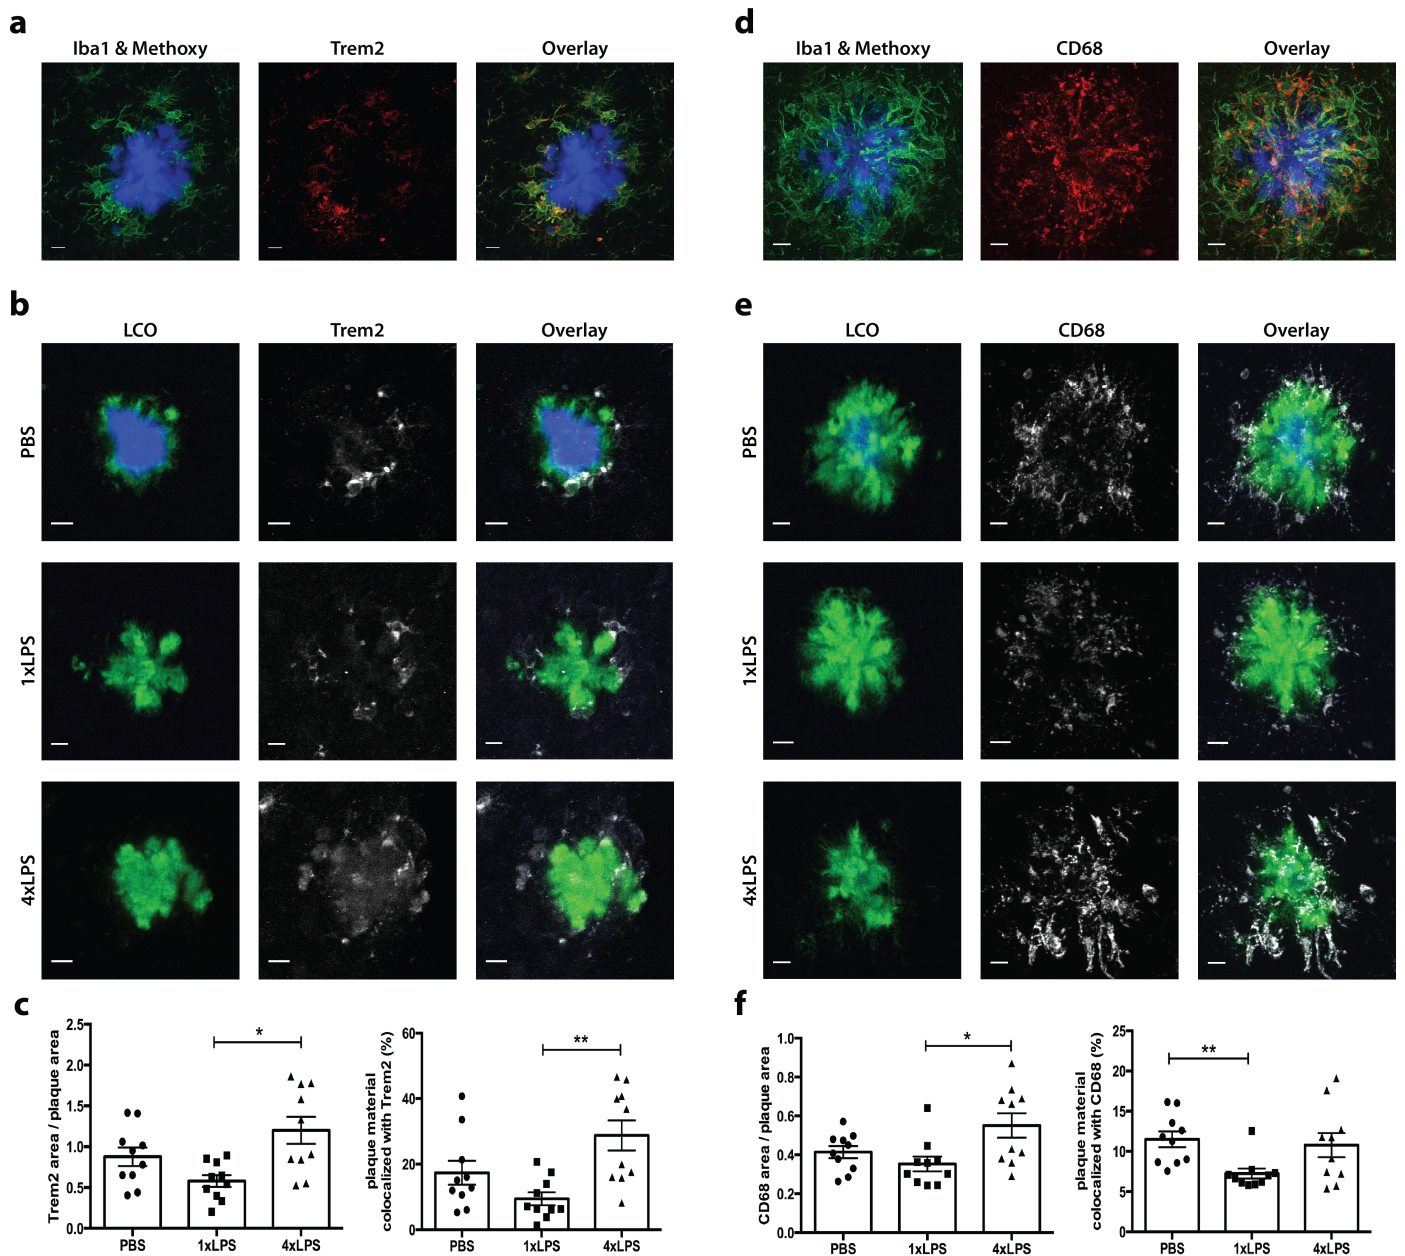 a
Iba1 & Methoxy
Trem2
Overlay
d
Iba1 & Methoxy
CD68
Overlay
b
LCO
Trem2
Overlay
PBS
1xLPS
4xLPS
e
LCO
CD68
Overlay
PBS
1xLPS
4xLPS
c
Trem2 area / plaque area
2.5
2.0
1.5
1.0
0.5
0.0
*
PBS
1xLPS
4xLPS
plaque material
colocalized with Trem2 (%)
60
40
20
0
**
PBS
1xLPS
4xLPS
f
CD68 area / plaque area
1.0
0.8
0.6
0.4
0.2
0.0
*
PBS
1xLPS
4xLPS
plaque material
colocalized with CD68 (%)
25
20
15
10
5
0
**
PBS
1xLPS
4xLPS